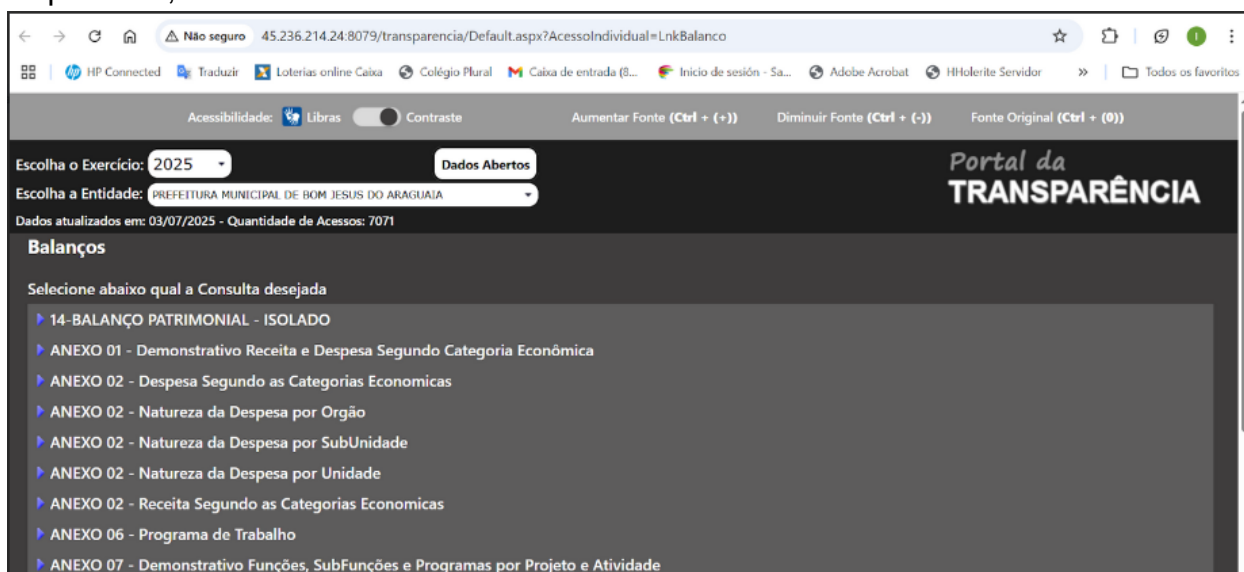 Não seguro 45.236.214.24:8079/transparencia/Default.aspx?AcessoIndividual=LnkBalanco
HP Connected Traduzir Loterias online Caixa Colégio Plural Caixa de entrada (8... Inicio de sesión - Sa... Adobe Acrobat HHolerite Servidor » Todos os favoritos
Acessibilidade: Libras Contraste Aumentar Fonte (Ctrl + (+)) Diminuir Fonte (Ctrl + (-)) Fonte Original (Ctrl + (0))
Escolha o Exercício: 2025 Dados Abertos
Escolha a Entidade: PREFEITURA MUNICIPAL DE BOM JESUS DO ARAGUAIA
Portal da
TRANSPARÊNCIA
Dados atualizados em: 03/07/2025 - Quantidade de Acessos: 7071
Balanços
Selecione abaixo qual a Consulta desejada
14-BALANÇO PATRIMONIAL - ISOLADO
ANEXO 01 - Demonstrativo Receita e Despesa Segundo Categoria Econômica
ANEXO 02 - Despesa Segundo as Categorias Economicas
ANEXO 02 - Natureza da Despesa por Orgão
ANEXO 02 - Natureza da Despesa por SubUnidade
ANEXO 02 - Natureza da Despesa por Unidade
ANEXO 02 - Receita Segundo as Categorias Economicas
ANEXO 06 - Programa de Trabalho
ANEXO 07 - Demonstrativo Funções, SubFunções e Programas por Projeto e Atividade